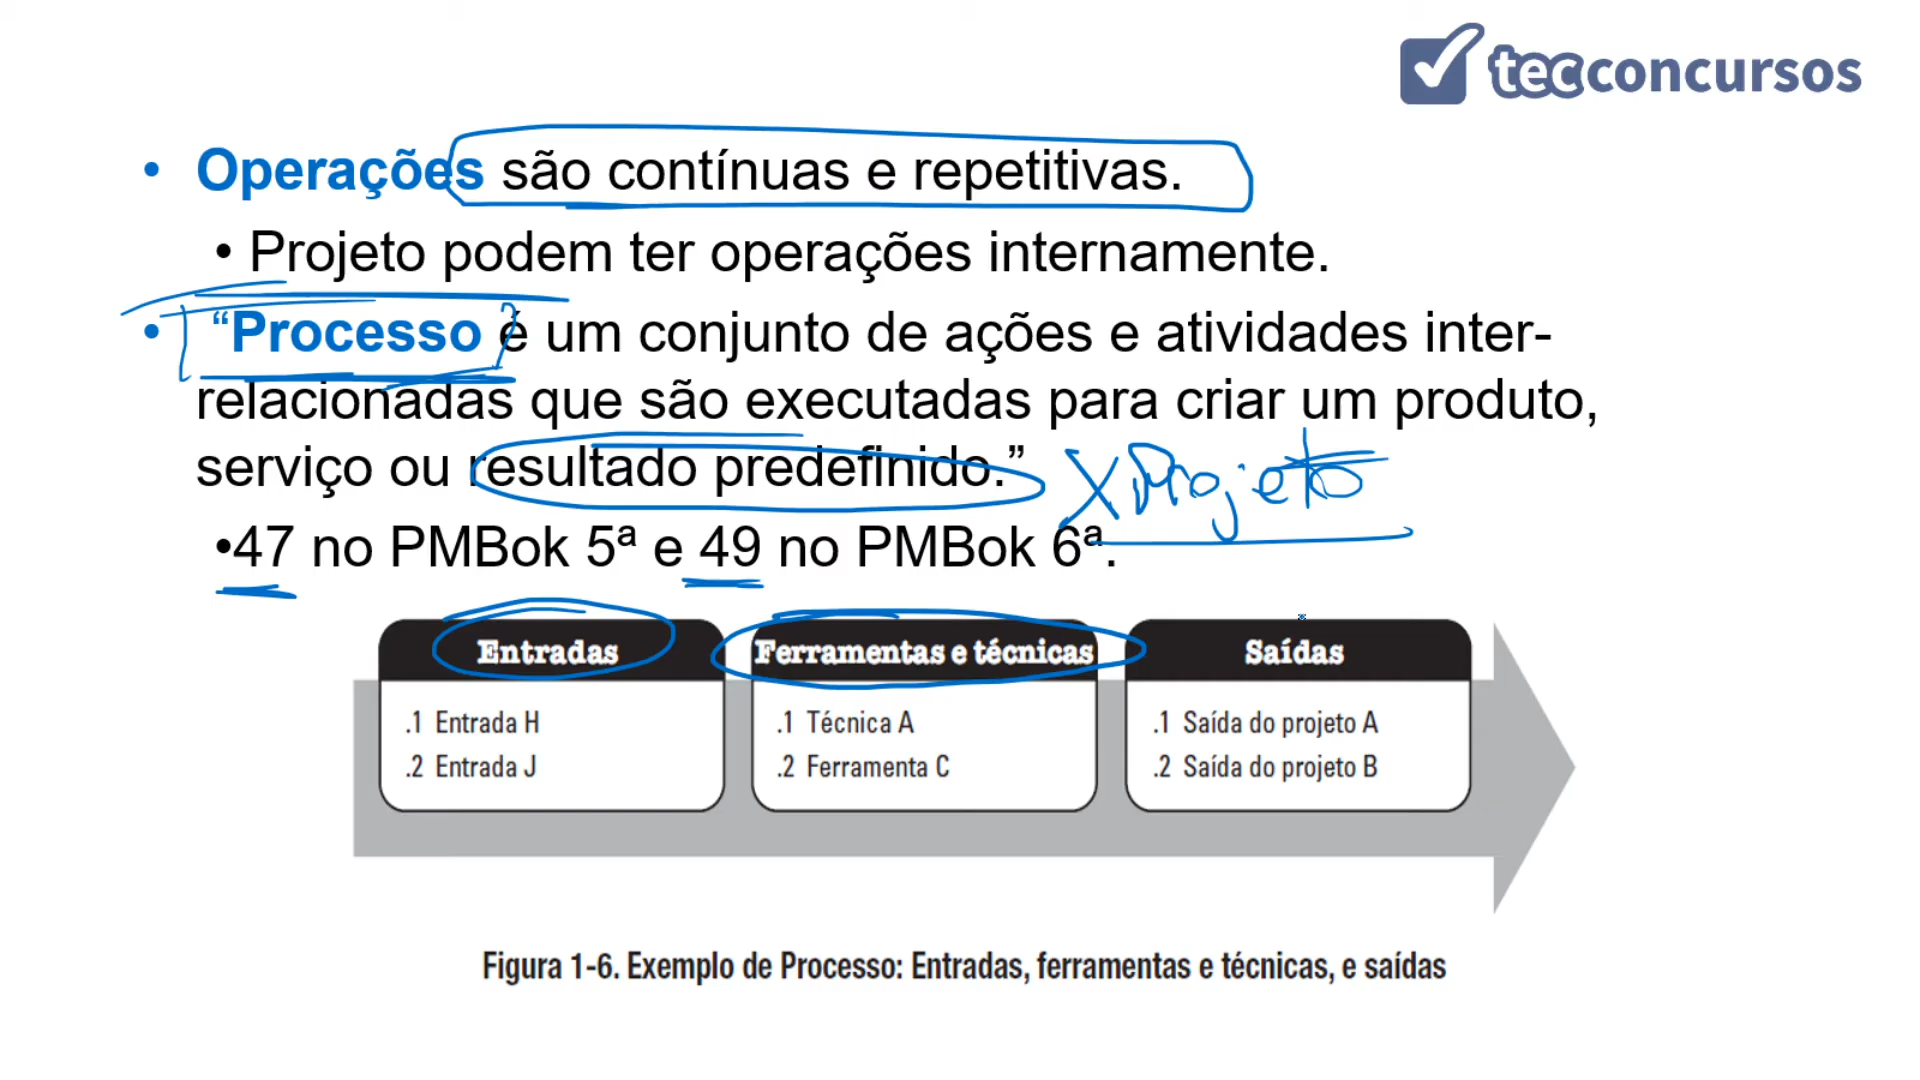 tecconcursos
• Operações são contínuas e repetitivas.
• Projeto podem ter operações internamente.
• “Processo é um conjunto de ações e atividades inter-
relacionadas que são executadas para criar um produto,
serviço ou resultado predefinido.”
X Projeto
•47 no PMBok 5ª e 49 no PMBok 6ª.
Entradas
.1 Entrada H
.2 Entrada J
Ferramentas e técnicas
.1 Técnica A
.2 Ferramenta C
Saídas
.1 Saída do projeto A
.2 Saída do projeto B
Figura 1-6. Exemplo de Processo: Entradas, ferramentas e técnicas, e saídas